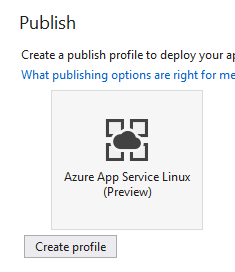 Publish
Create a publish profile to deploy your
What publishing options are right for
Azure App Service Linux
(Preview)
Create profile